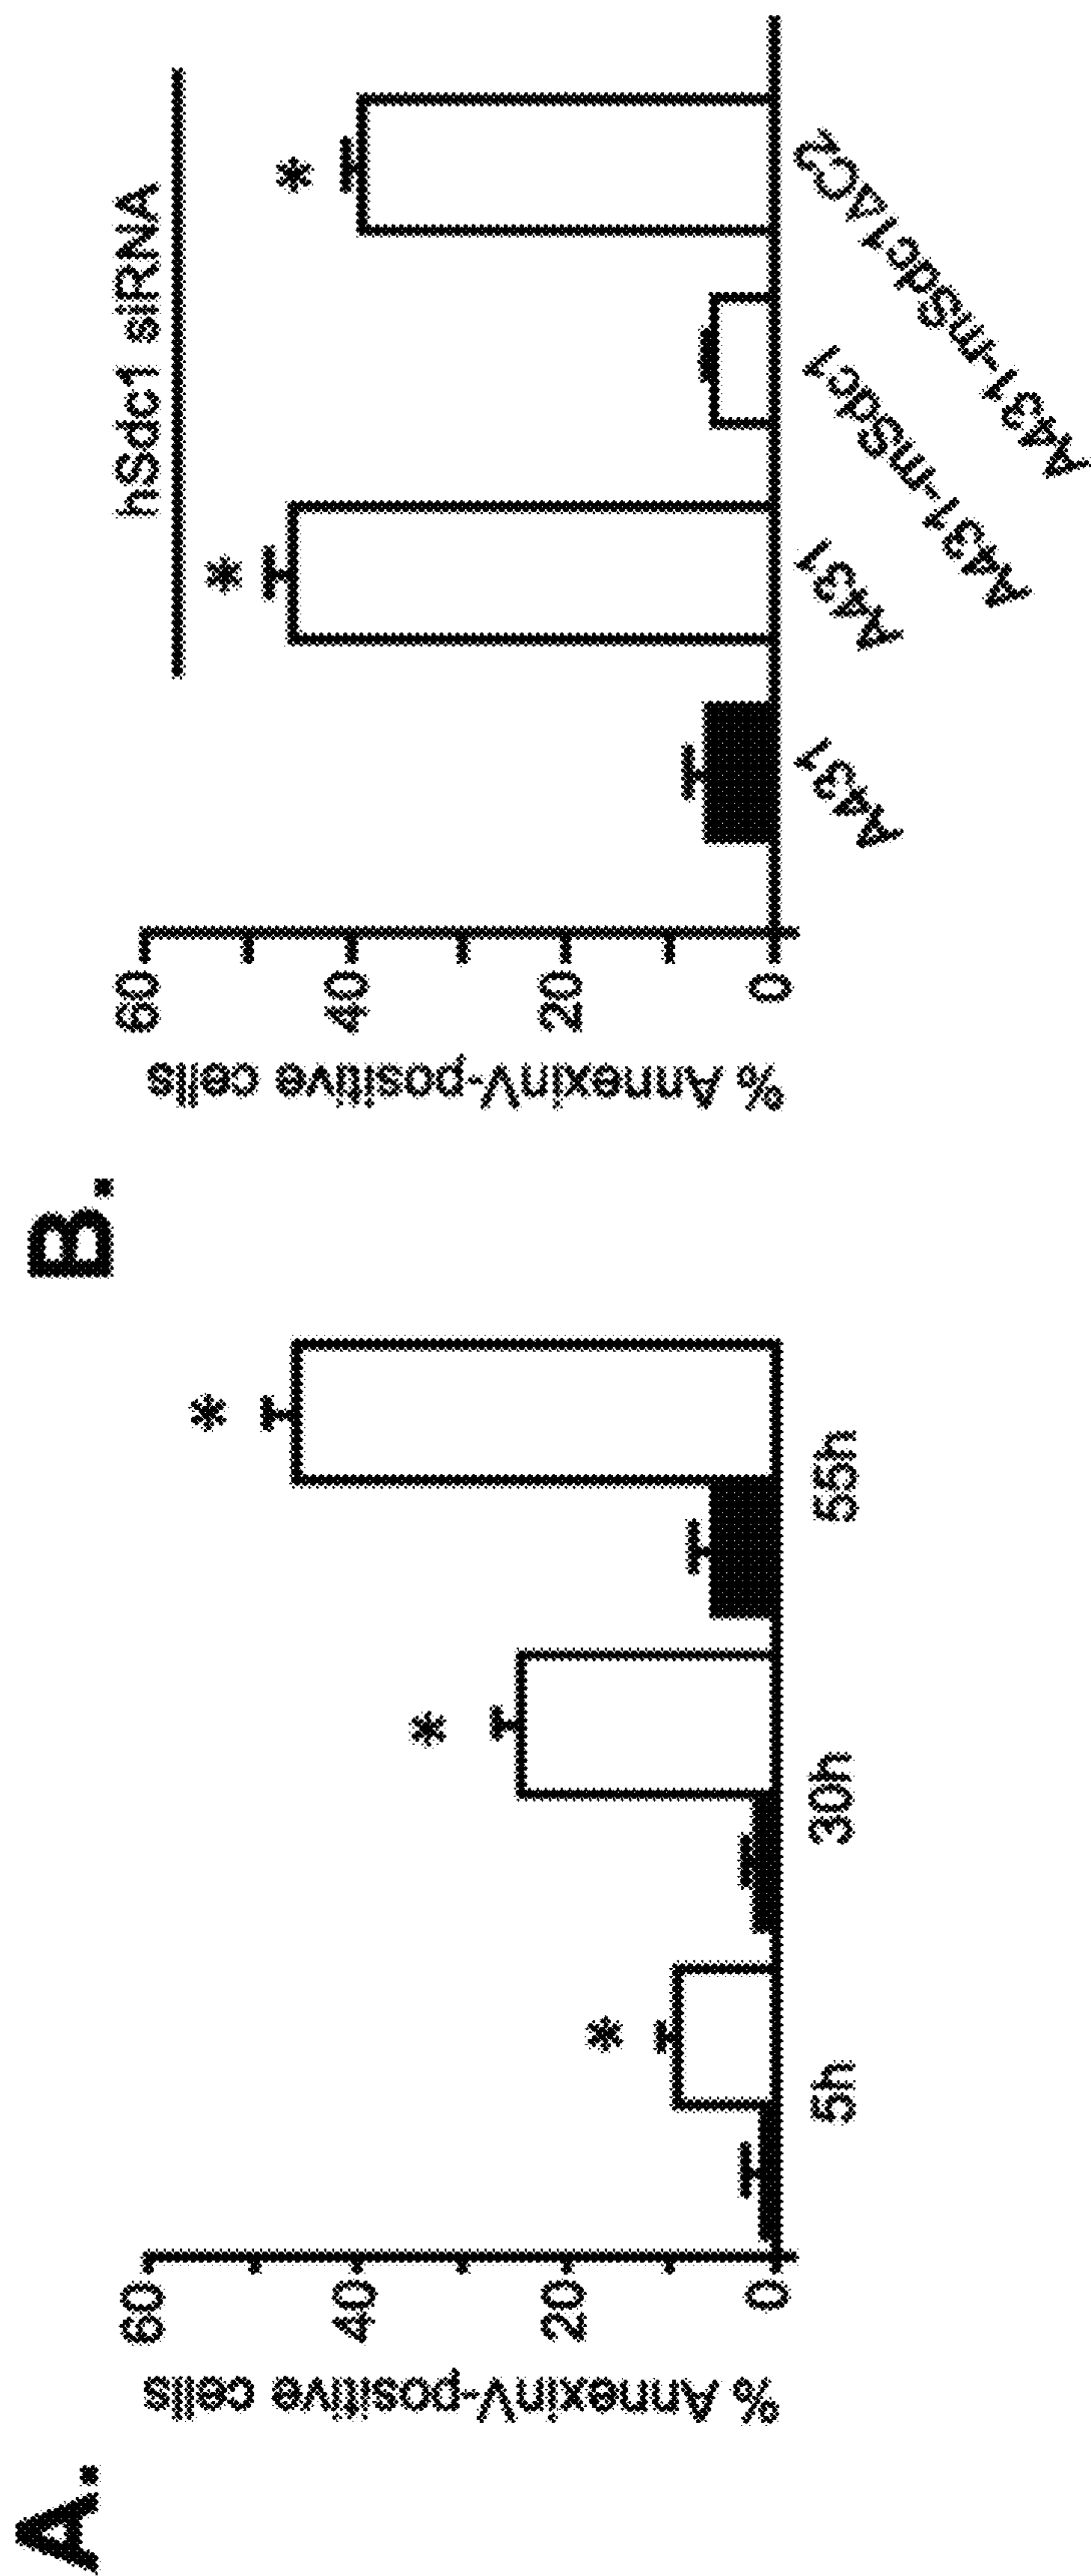 A.
% AnnexinV-positive cells
60
40
20
0
*
*
*
5h
30h
55h
B.
% AnnexinV-positive cells
60
40
20
0
hSdc1 siRNA
*
*
A431
A431
A431-mSdc1
A431-mSdc1ΔC2